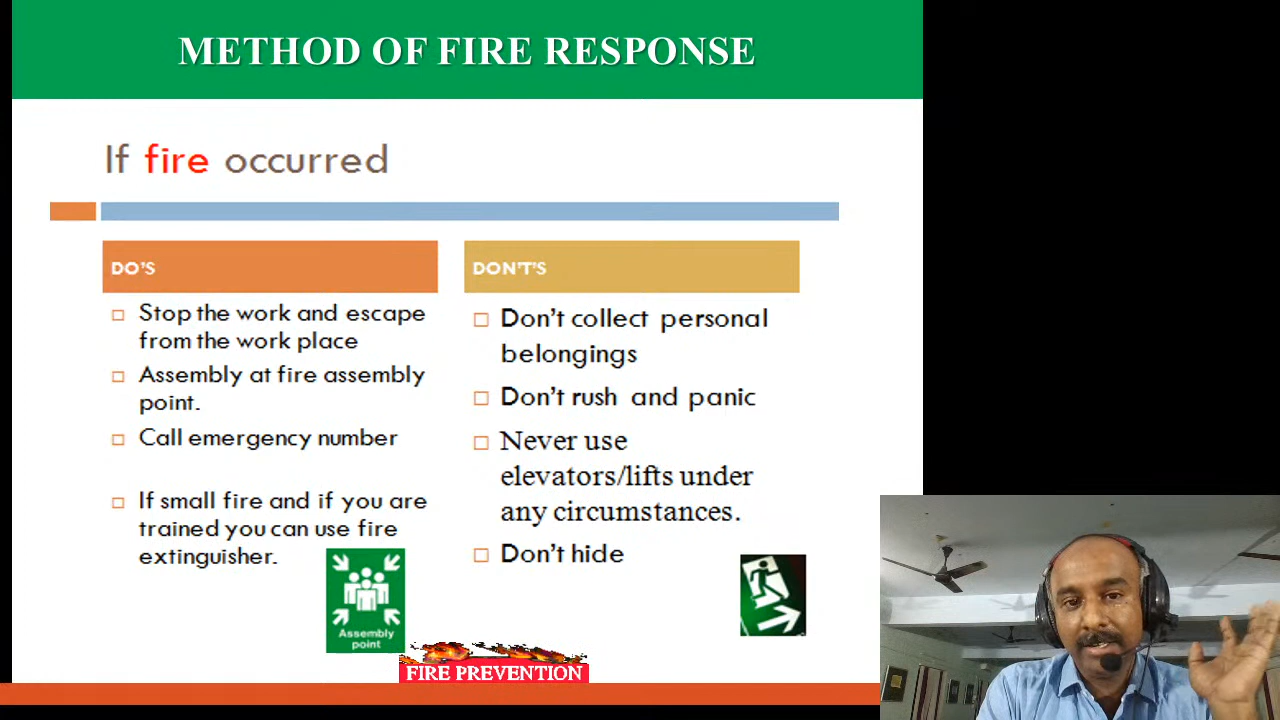 METHOD OF FIRE RESPONSE
If fire occurred
DO'S
Stop the work and escape
from the work place
Assembly at fire assembly
point.
Call emergency number
If small fire and if you are
trained you can use fire
extinguisher.
DON'T'S
Don't collect personal
belongings
Don't rush and panic
Never use
elevators/lifts under
any circumstances.
Don't hide
Assembly
point
FIRE PREVENTION